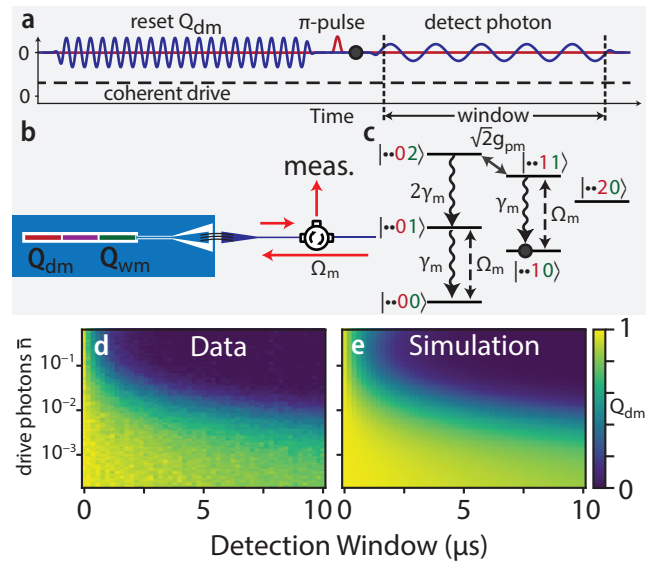 a
reset Q_dm
π-pulse
detect photon
0
0
coherent drive
Time
window
b
meas.
Q_dm
Q_wm
Ω_m
c
√2g_pm
|••02⟩
|••11⟩
|••20⟩
2γ_m
γ_m
Ω_m
|••01⟩
|••10⟩
γ_m
Ω_m
|••00⟩
d
Data
e
Simulation
1
Q_dm
0
drive photons n̄
10⁻¹
10⁻²
10⁻³
0
5
10
0
5
10
Detection Window (μs)